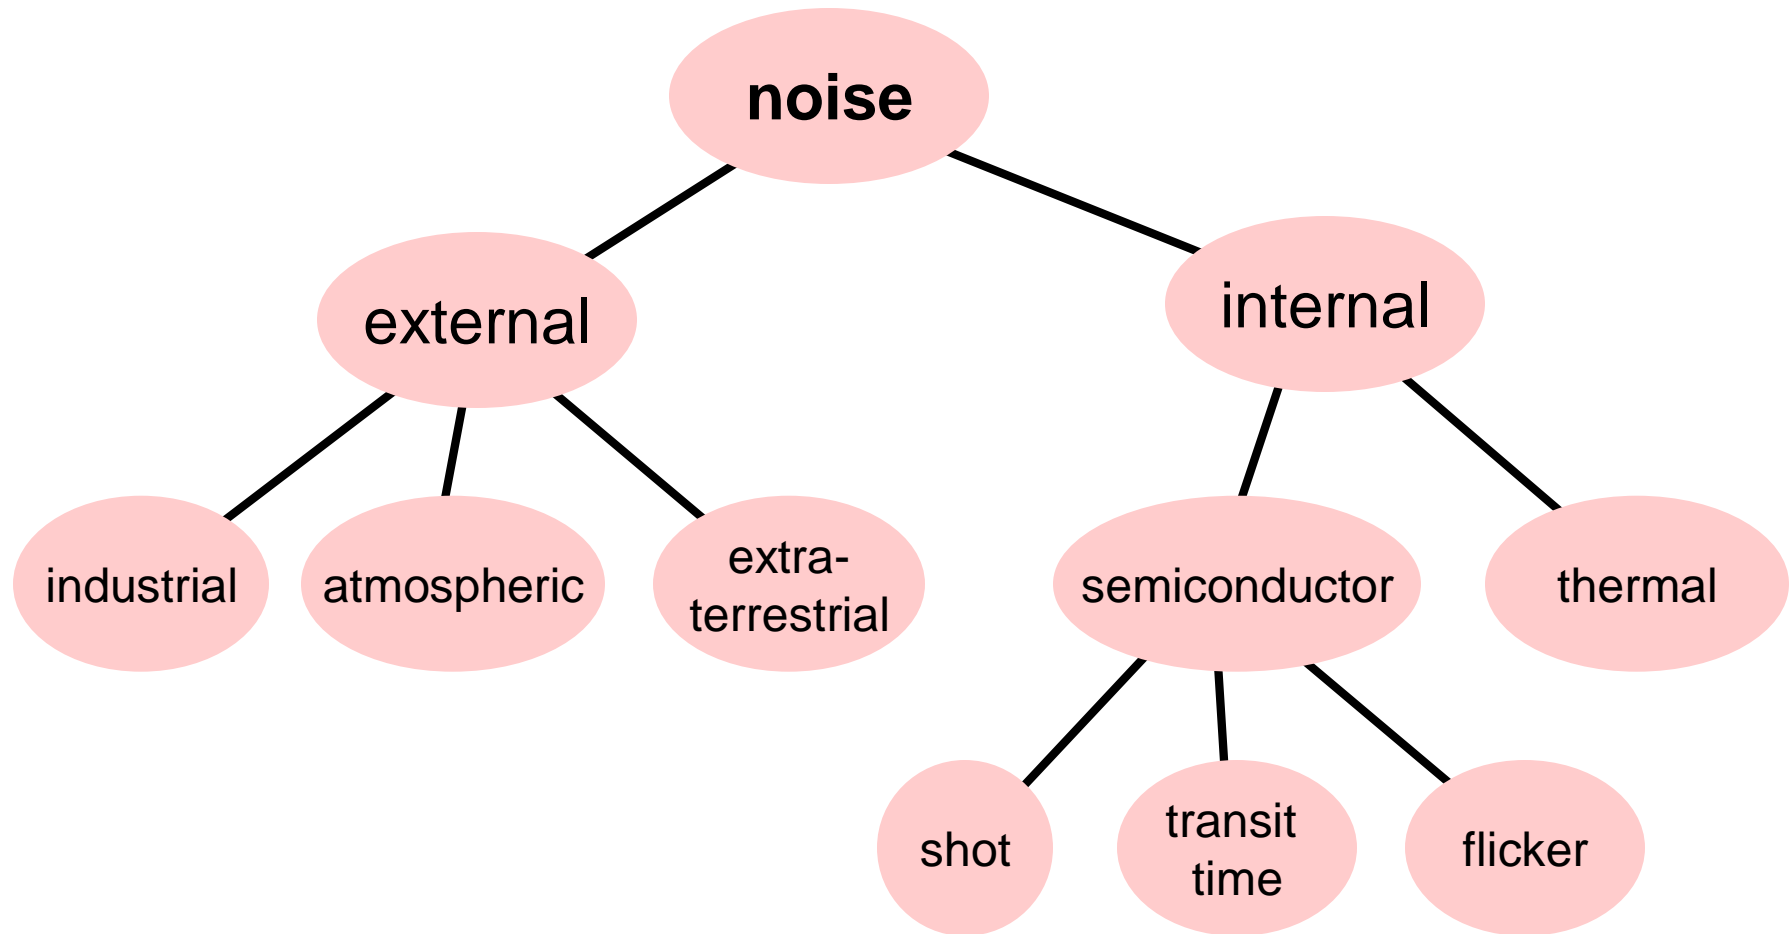 noise
external
internal
industrial
atmospheric
extra-
terrestrial
semiconductor
thermal
shot
transit
time
flicker